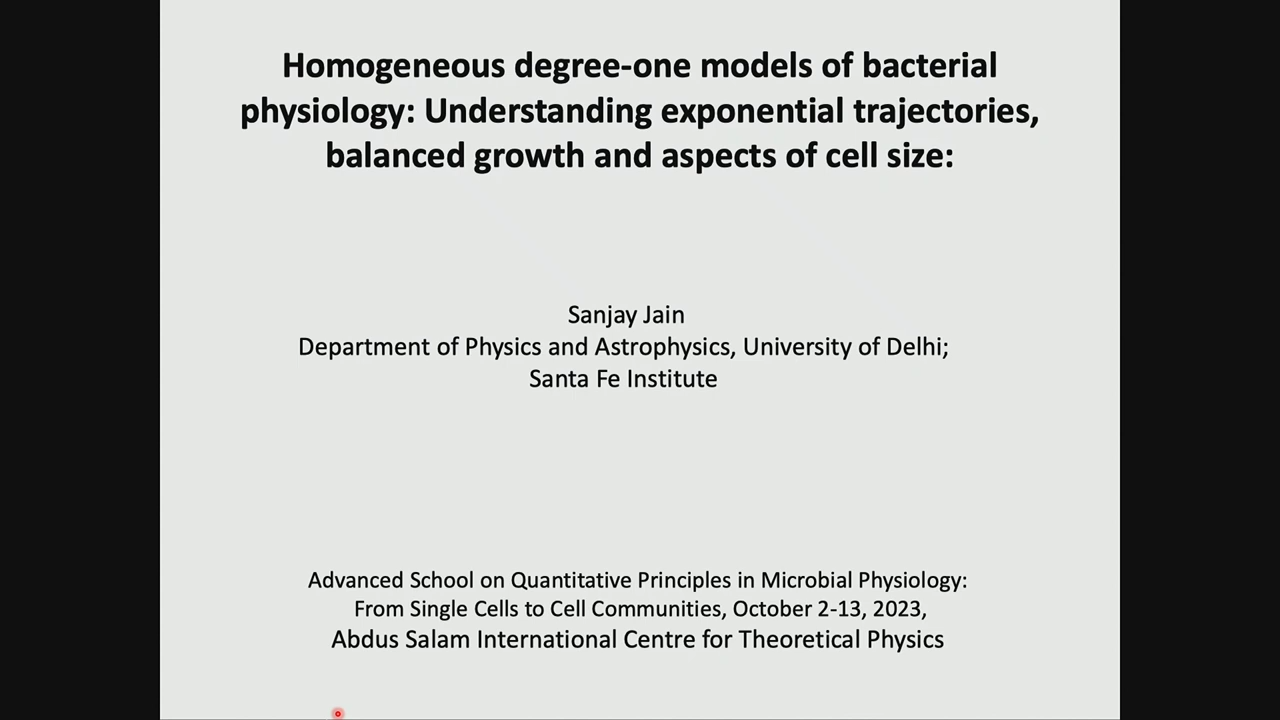 Homogeneous degree-one models of bacterial
physiology: Understanding exponential trajectories,
balanced growth and aspects of cell size:
Sanjay Jain
Department of Physics and Astrophysics, University of Delhi;
Santa Fe Institute
Advanced School on Quantitative Principles in Microbial Physiology:
From Single Cells to Cell Communities, October 2-13, 2023,
Abdus Salam International Centre for Theoretical Physics